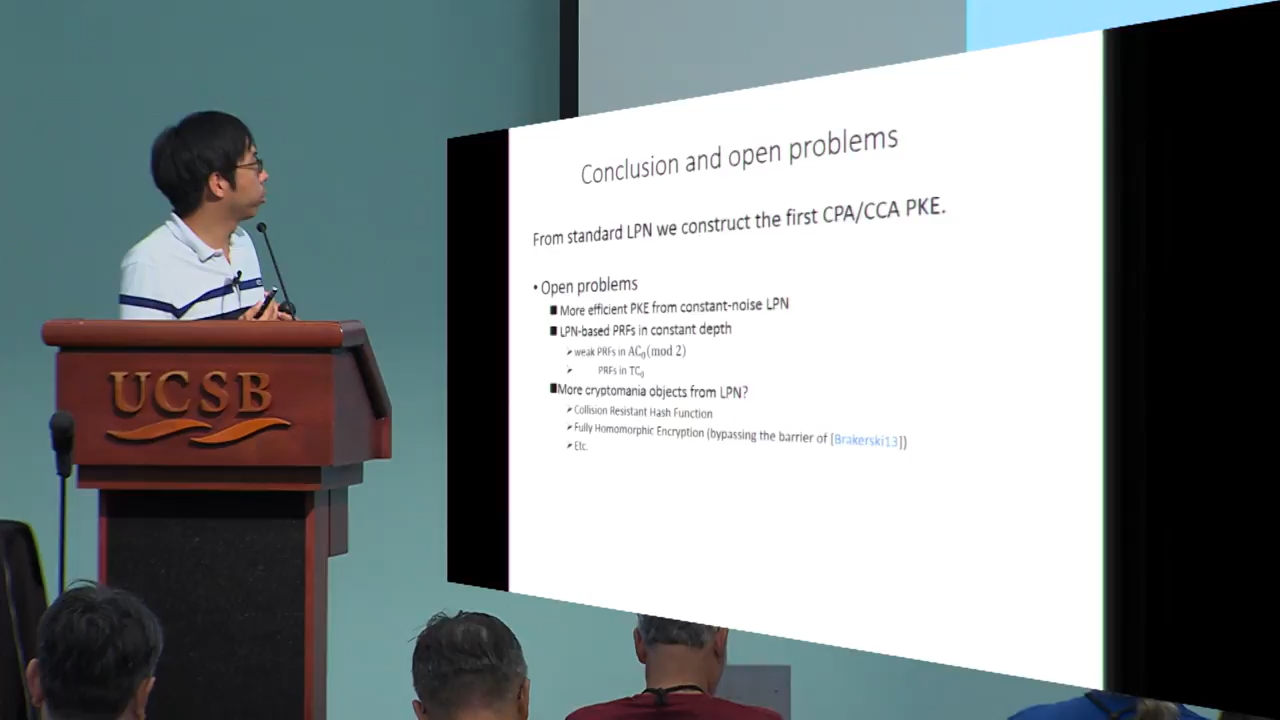 Conclusion and open problems
From standard LPN we construct the first CPA/CCA PKE.
• Open problems
■ More efficient PKE from constant-noise LPN
■ LPN-based PRFs in constant depth
➤ weak PRFs in AC₀(mod 2)
➤ PRFs in TC₀
■More cryptomania objects from LPN?
➤ Collision Resistant Hash Function
➤ Fully Homomorphic Encryption (bypassing the barrier of [Brakerski13])
➤ Etc.
UCSB